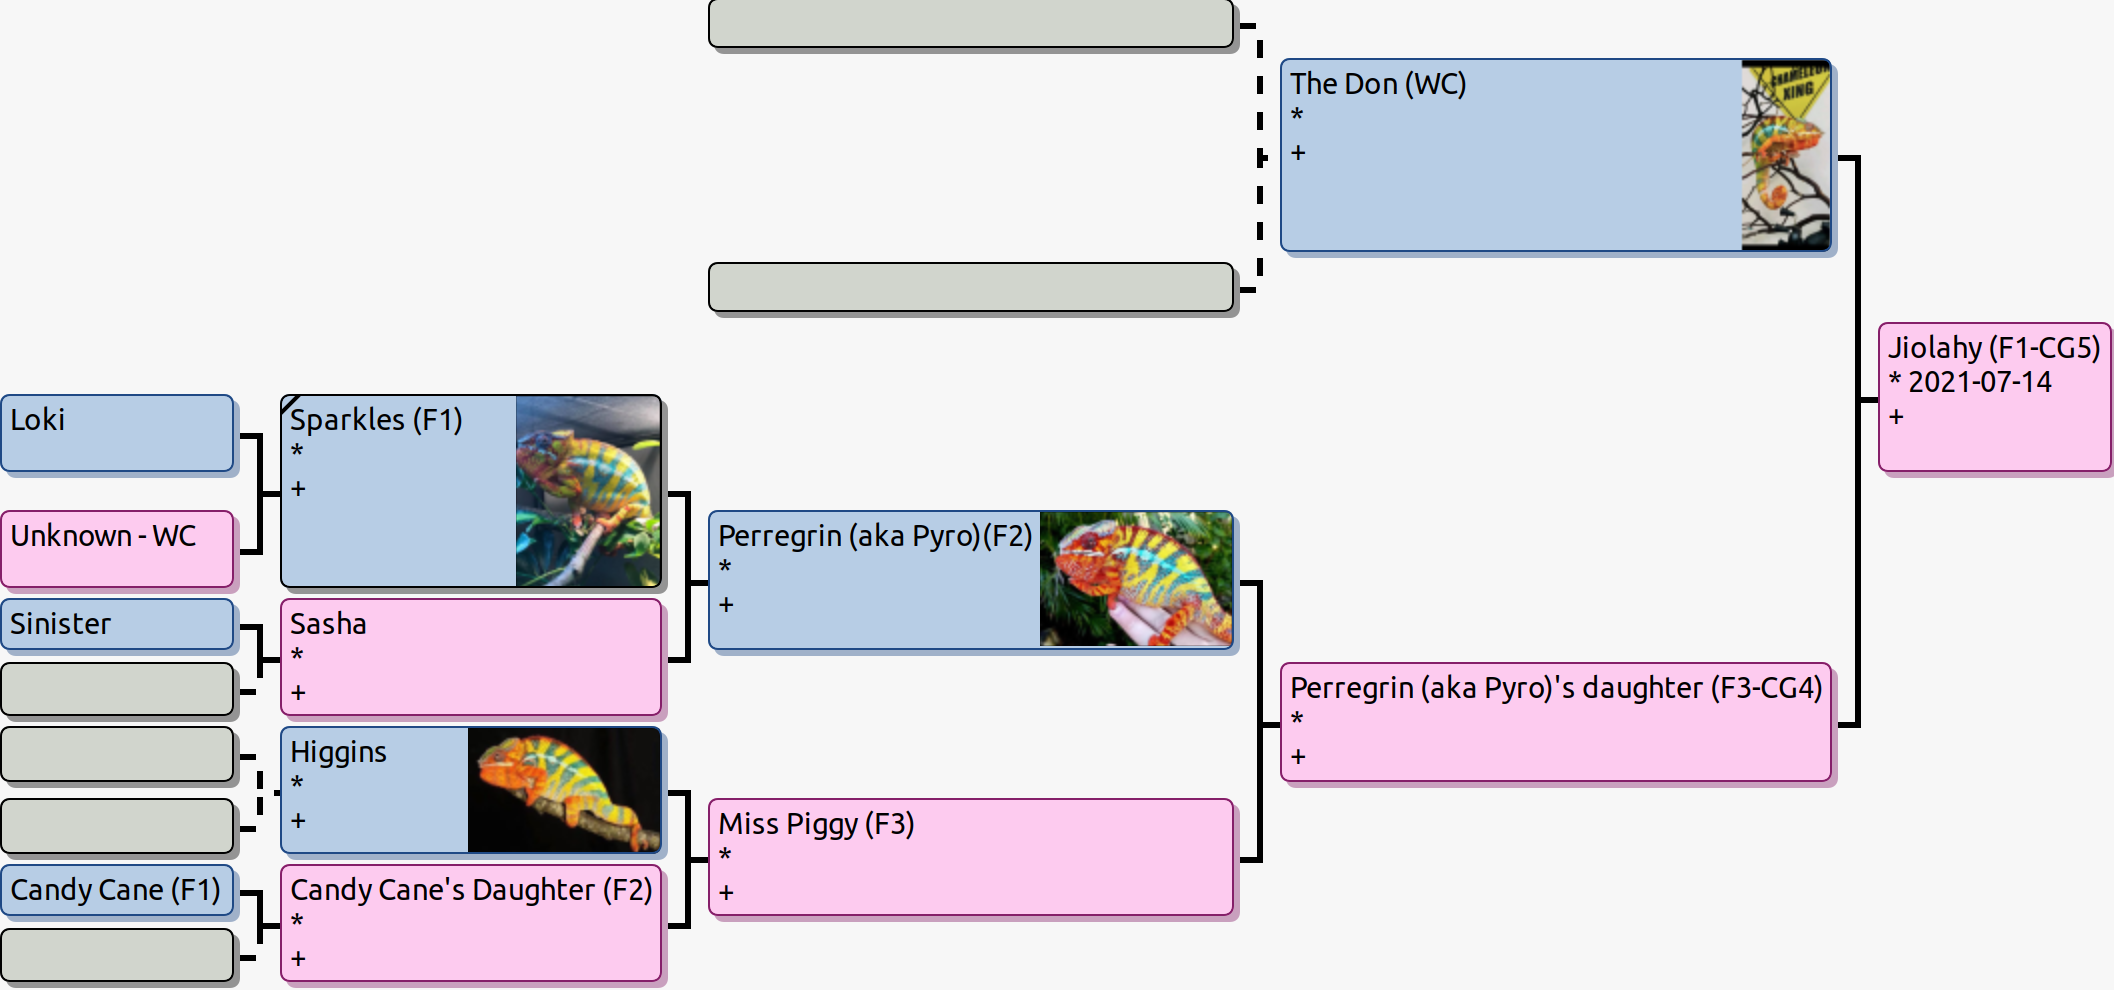 The Don (WC)
*
+
CHAMELEON
KING
Jiolahy (F1-CG5)
* 2021-07-14
+
Loki
Unknown - WC
Sparkles (F1)
*
+
Sinister
Sasha
*
+
Perregrin (aka Pyro)(F2)
*
+
Perregrin (aka Pyro)'s daughter (F3-CG4)
*
+
Higgins
*
+
Miss Piggy (F3)
*
+
Candy Cane (F1)
Candy Cane's Daughter (F2)
*
+